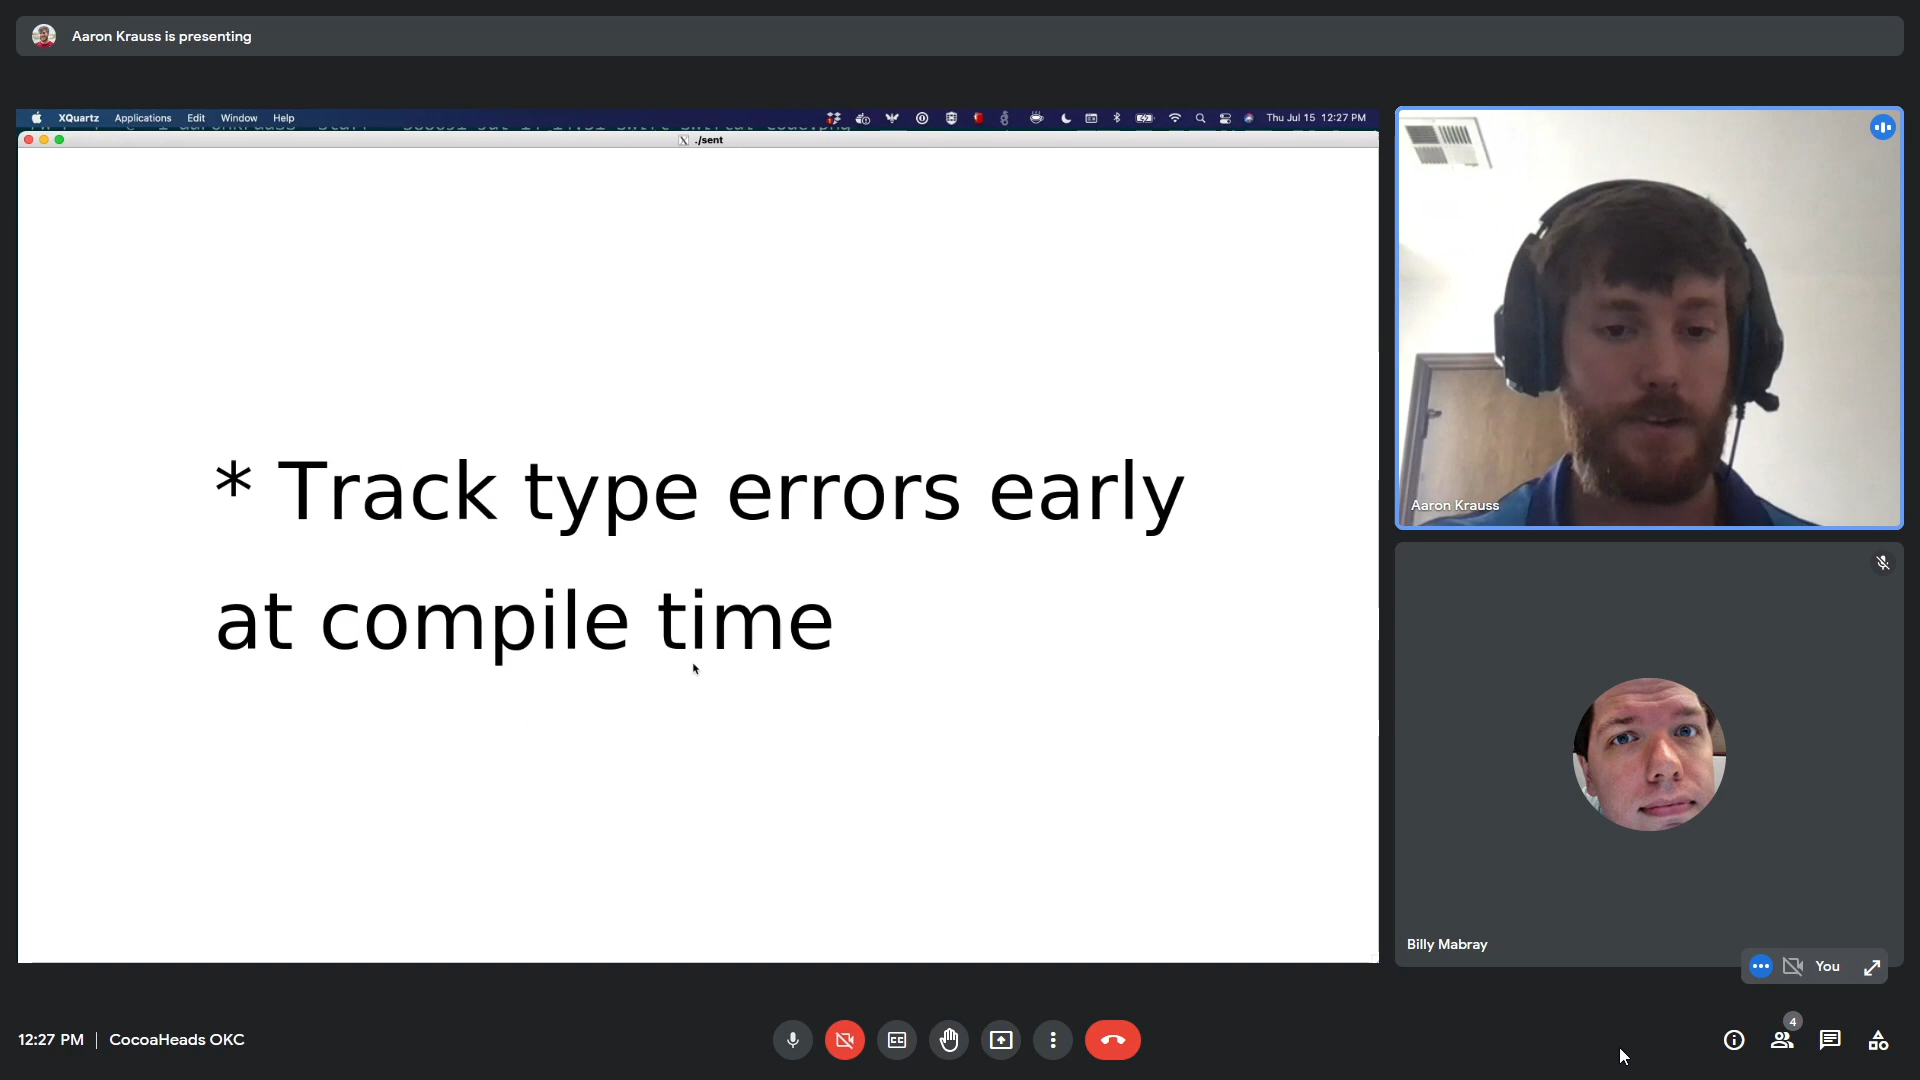 Aaron Krauss is presenting
XQuartz Applications Edit Window Help
Thu Jul 15 12:27 PM
./sent
* Track type errors early
at compile time
Aaron Krauss
Billy Mabray
You
12:27 PM | CocoaHeads OKC
4